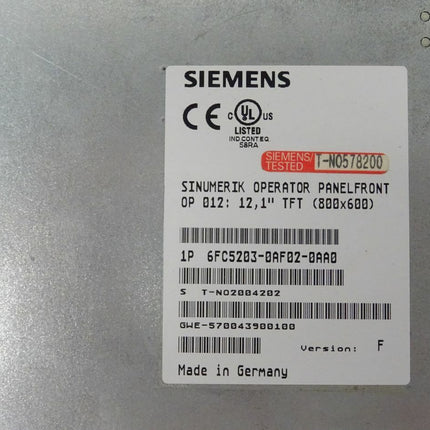 SIEMENS
CE
C UL US
LISTED
IND CONT EQ
58RA
SIEMENS/ TESTED T-N0578200
SINUMERIK OPERATOR PANELFRONT
OP 012: 12,1" TFT (800x600)
1P 6FC5203-0AF02-0AA0
S T-NO2004202
GWE-570043900100
Version: F
Made in Germany